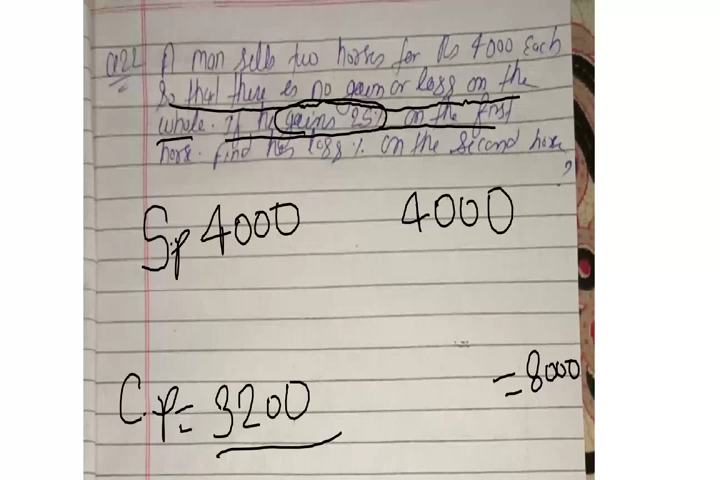 Q22 A man sells two horses for Rs 4000 Each
So that there is no gain or loss on the
whole. If he gains 25% on the first
horse. Find his loss % on the second horse
?
S.p 4000 4000
= 8000
C.p = 3200